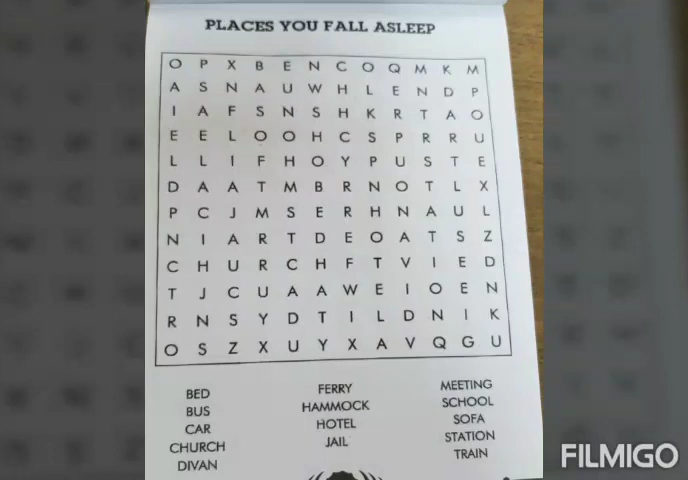 PLACES YOU FALL ASLEEP
O P X B E N C O Q M K M
A S N A U W H L E N D P
I A F S N S H K R T A O
E E L O O H C S P R R U
L L I F H O Y P U S T E
D A A T M B R N O T L X
P C J M S E R H N A U L
N I A R T D E O A T S Z
C H U R C H F T V I E D
T J C U A A W E I O E N
R N S Y D T I L D N I K
O S Z X U Y X A V Q G U
BED FERRY MEETING
BUS HAMMOCK SCHOOL
CAR HOTEL SOFA
CHURCH JAIL STATION
DIVAN TRAIN
FILMIGO